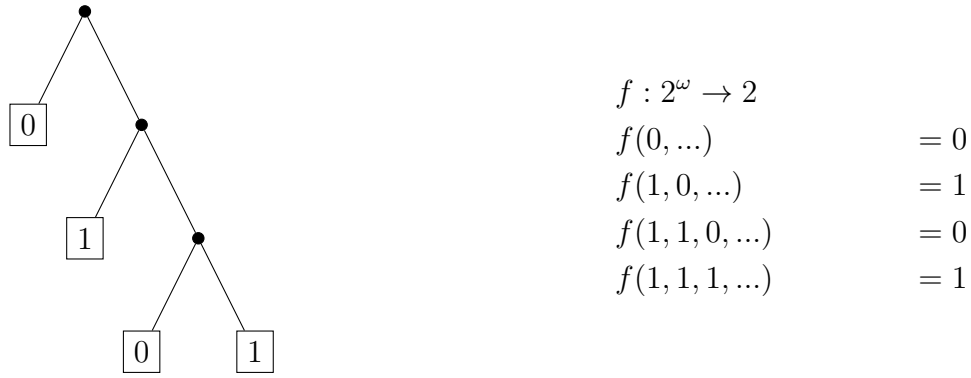 0
1
0 1
f : 2^ω → 2
f(0, ...) = 0
f(1, 0, ...) = 1
f(1, 1, 0, ...) = 0
f(1, 1, 1, ...) = 1